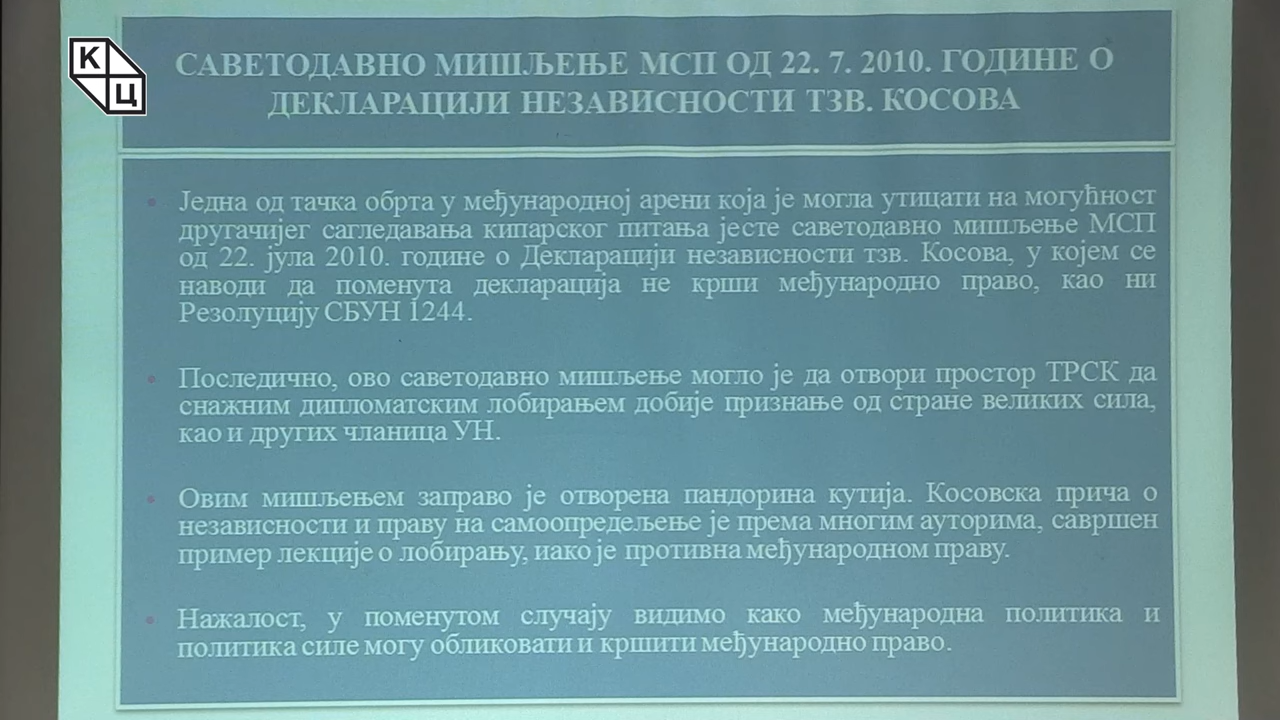 К
Ц
САВЕТОДАВНО МИШЉЕЊЕ МСП ОД 22. 7. 2010. ГОДИНЕ О
ДЕКЛАРАЦИЈИ НЕЗАВИСНОСТИ ТЗВ. КОСОВА
• Једна од тачка обрта у међународној арени која је могла утицати на могућност
другачијег сагледавања кипарског питања јесте саветодавно мишљење МСП
од 22. јула 2010. године о Декларацији независности тзв. Косова, у којем се
наводи да поменута декларација не крши међународно право, као ни
Резолуцију СБУН 1244.
• Последично, ово саветодавно мишљење могло је да отвори простор ТРСК да
снажним дипломатским лобирањем добије признање од стране великих сила,
као и других чланица УН.
• Овим мишљењем заправо је отворена пандорина кутија. Косовска прича о
независности и праву на самоопредељење је према многим ауторима, савршен
пример лекције о лобирању, иако је противна међународном праву.
• Нажалост, у поменутом случају видимо како међународна политика и
политика силе могу обликовати и кршити међународно право.